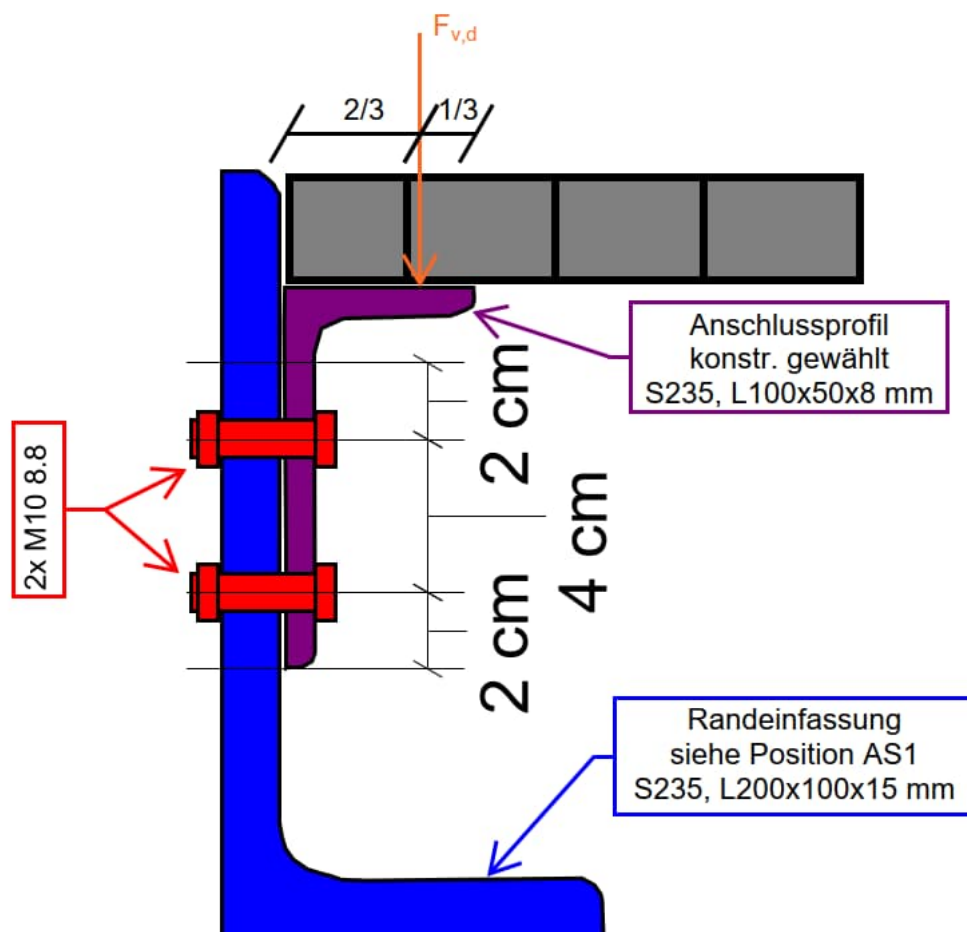 F v,d
2/3
1/3
Anschlussprofil
konstr. gewählt
S235, L100x50x8 mm
2 cm
4 cm
2 cm
2x M10 8.8
Randeinfassung
siehe Position AS1
S235, L200x100x15 mm